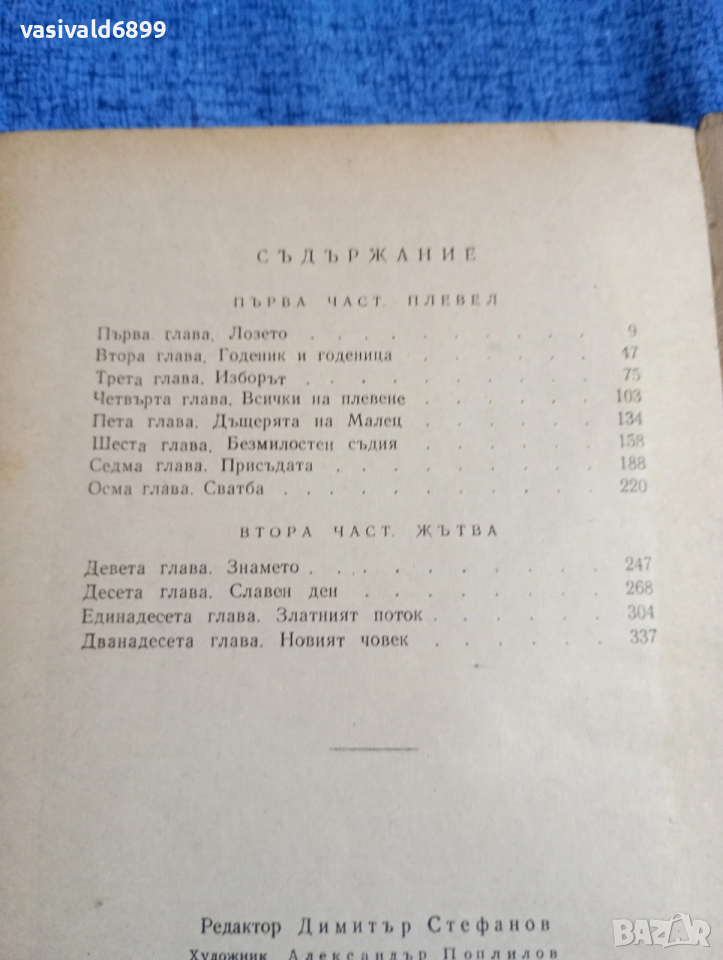 vasivald6899
СЪДЪРЖАНИЕ
ПЪРВА ЧАСТ. ПЛЕВЕЛ
Първа глава. Лозето . . . . . . . . . . 9
Втора глава. Годеник и годеница . . . . . . 47
Трета глава. Изборът . . . . . . . . . . 75
Четвърта глава. Всички на плевене . . . . . . 103
Пета глава. Дъщерята на Малец . . . . . . 134
Шеста глава. Безмилостен съдия . . . . . . 158
Седма глава. Присъдата . . . . . . . . . 188
Осма глава. Сватба . . . . . . . . . . 220
ВТОРА ЧАСТ. ЖЪТВА
Девета глава. Знамето . . . . . . . . . 247
Десета глава. Славен ден . . . . . . . . 268
Единадесета глава. Златният поток . . . . . . 304
Дванадесета глава. Новият човек . . . . . . 337
Редактор Димитър Стефанов
Художник Александър Поплилов
BAZAR